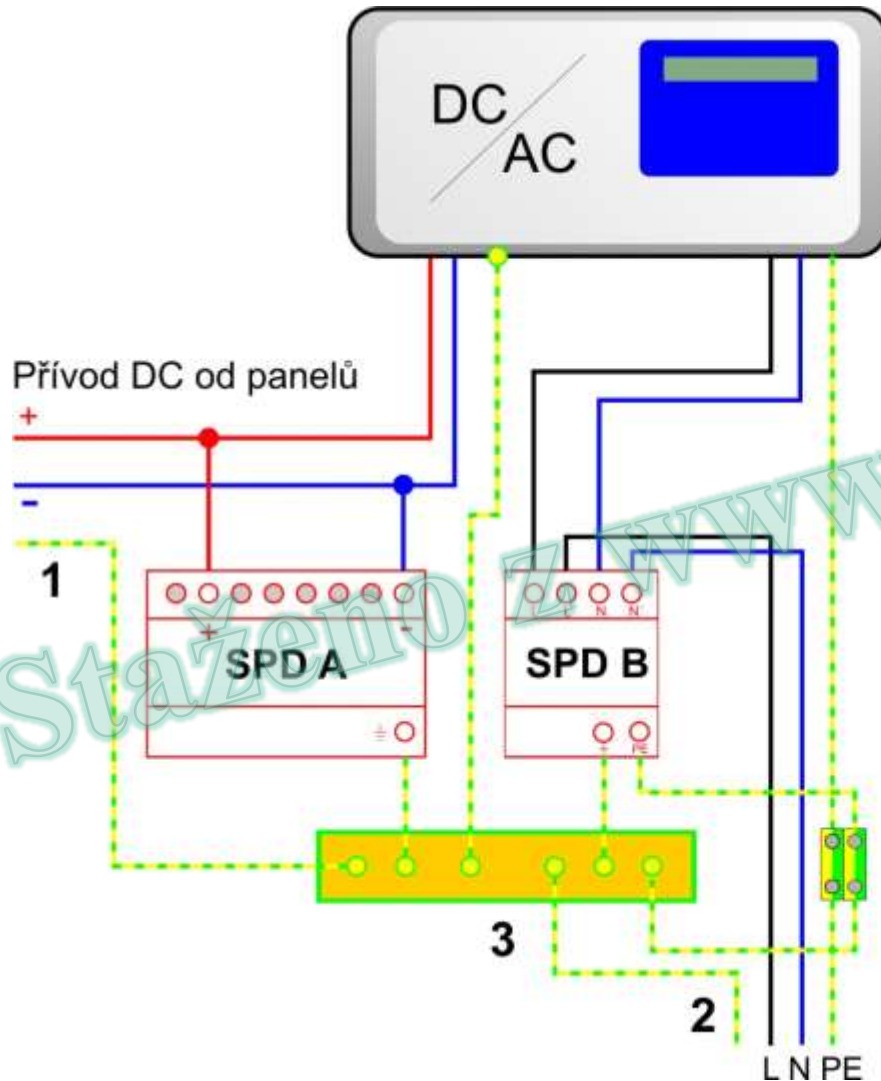 DC
AC
Přívod DC od panelů
+
-
1
+ -
SPD A
L N N
SPD B
PE
3
2
L N PE
Staženo z www